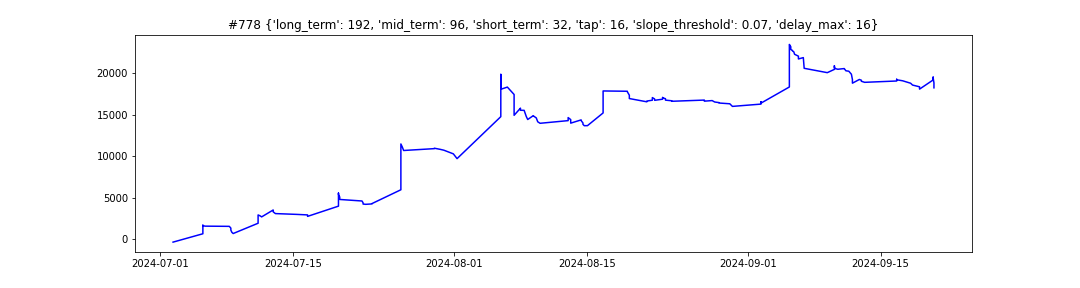 #778 {'long_term': 192, 'mid_term': 96, 'short_term': 32, 'tap': 16, 'slope_threshold': 0.07, 'delay_max': 16}
20000
15000
10000
5000
0
2024-07-01 2024-07-15 2024-08-01 2024-08-15 2024-09-01 2024-09-15